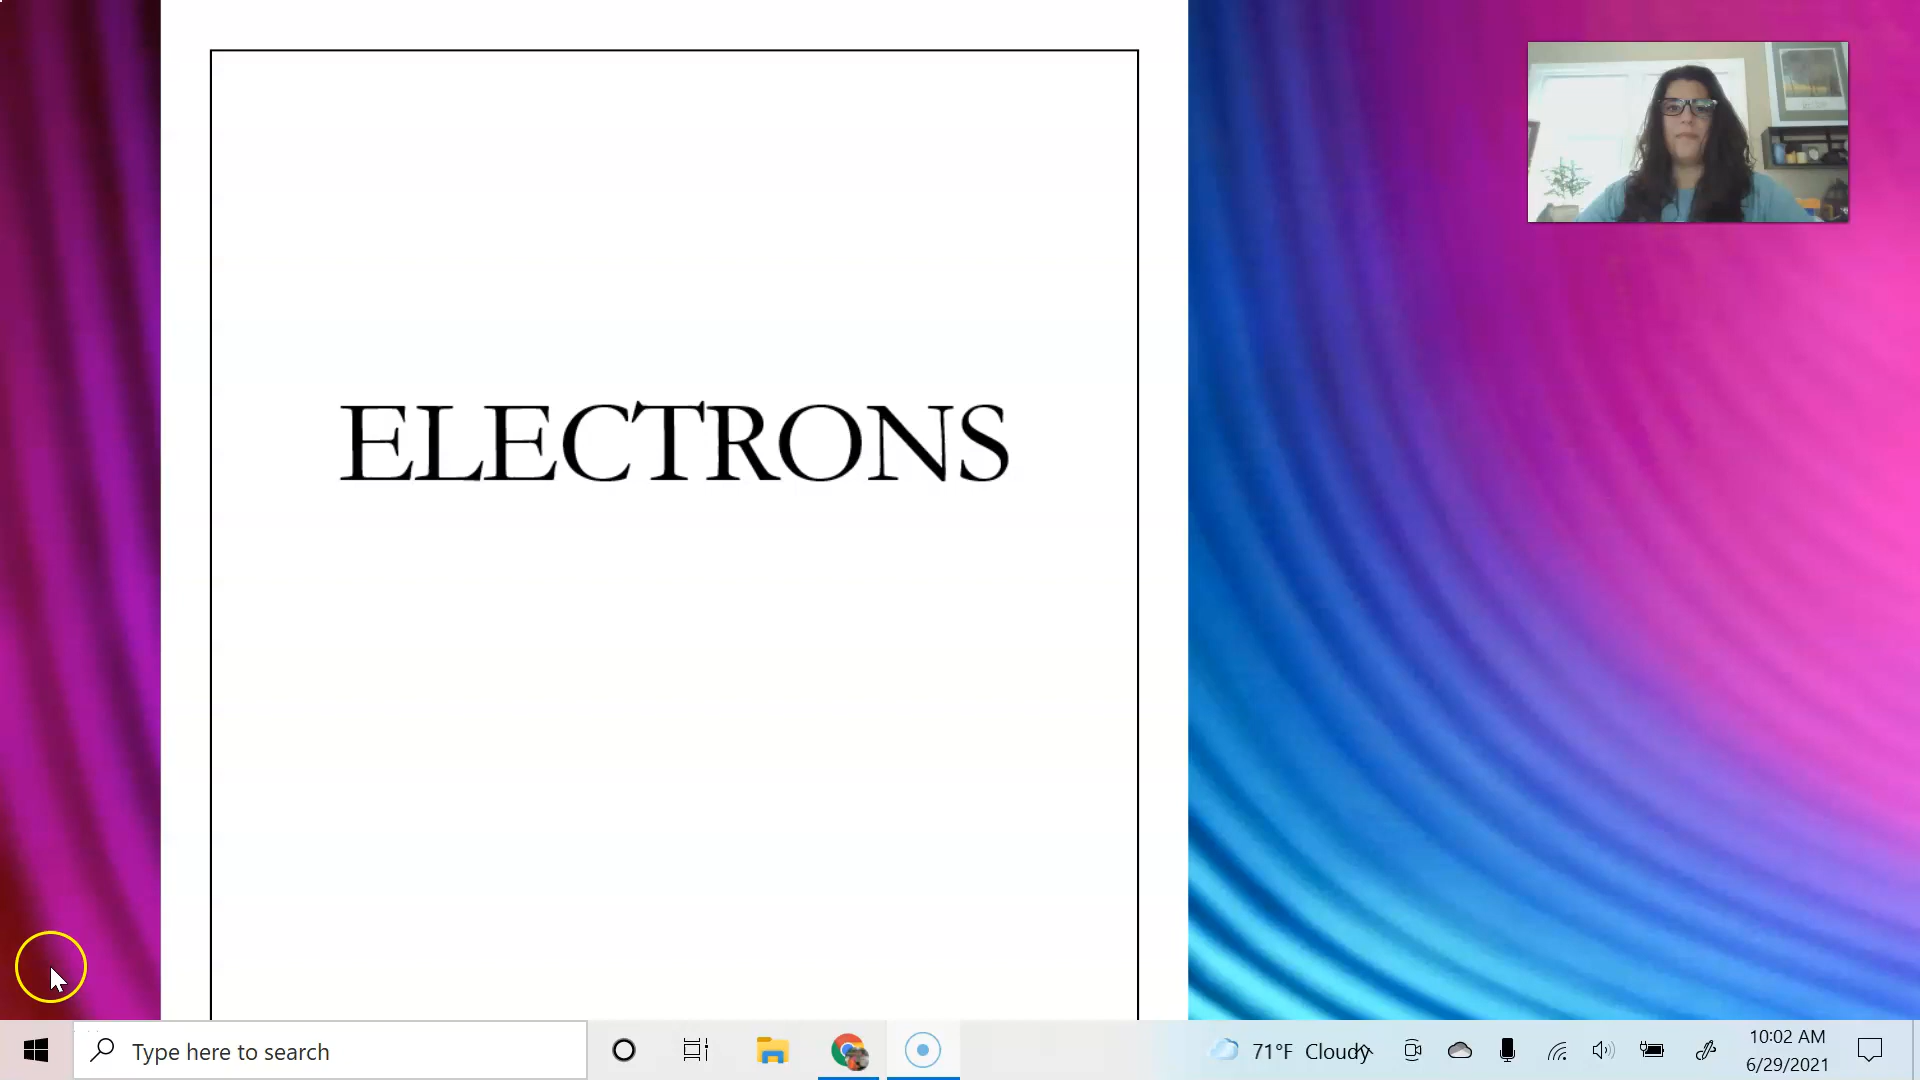 ELECTRONS
Type here to search
71°F Cloudy
10:02 AM
6/29/2021